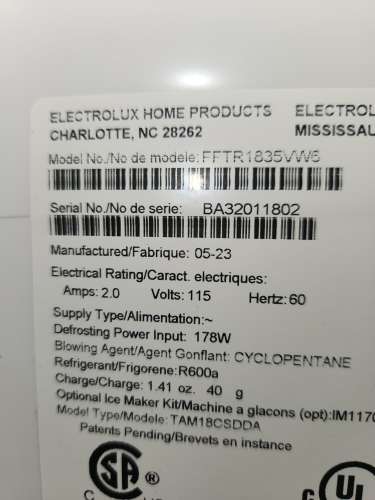 ELECTROLUX HOME PRODUCTS ELECTROL
CHARLOTTE, NC 28262 MISSISSAU
Model No./No de modele: FFTR1835VW6
Serial No./No de serie: BA32011802
Manufactured/Fabrique: 05-23
Electrical Rating/Caract. electriques:
Amps: 2.0 Volts: 115 Hertz: 60
Supply Type/Alimentation:~
Defrosting Power Input: 178W
Blowing Agent/Agent Gonflant: CYCLOPENTANE
Refrigerant/Frigorene: R600a
Charge/Charge: 1.41 oz. 40 g
Optional Ice Maker Kit/Machine a glacons (opt):IM1170
Model Type/Modele: TAM18CSDDA
Patents Pending/Brevets en instance
CSA ®
UL